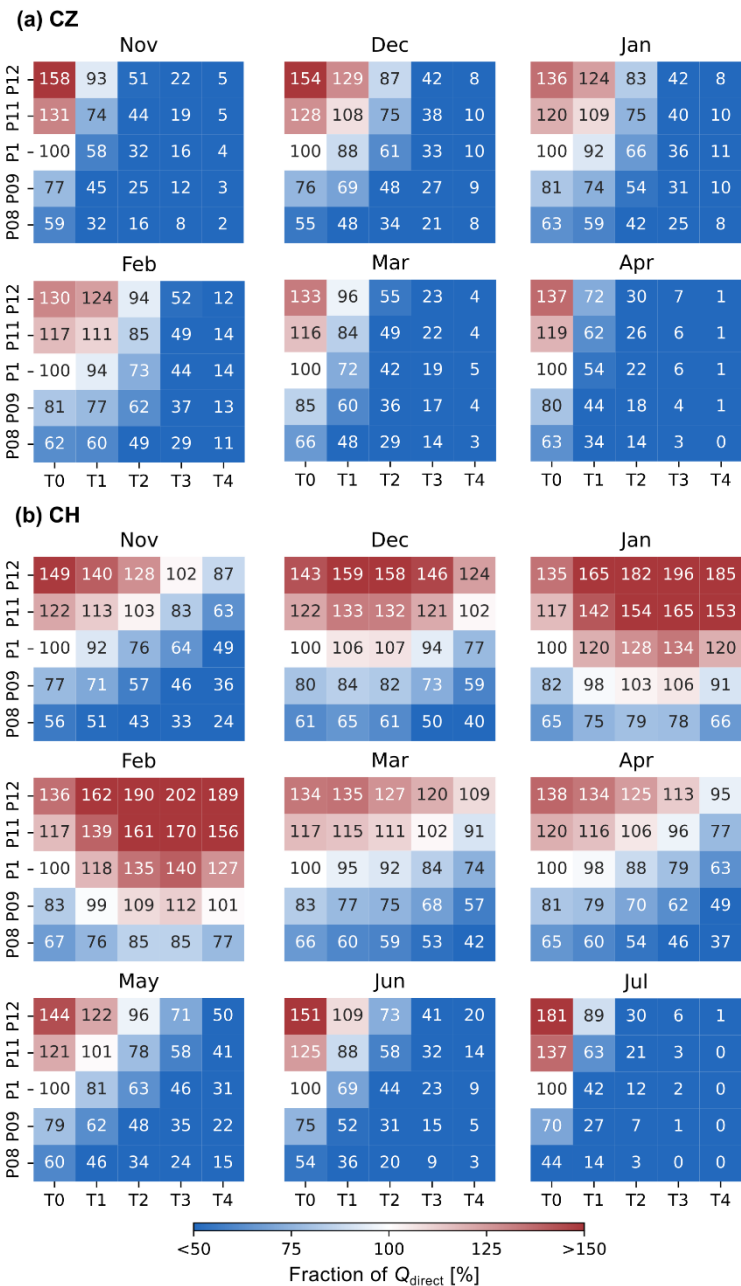 (a) CZ
Nov Dec Jan
P12 158 93 51 22 5 154 129 87 42 8 136 124 83 42 8
P11 131 74 44 19 5 128 108 75 38 10 120 109 75 40 10
P1 100 58 32 16 4 100 88 61 33 10 100 92 66 36 11
P09 77 45 25 12 3 76 69 48 27 9 81 74 54 31 10
P08 59 32 16 8 2 55 48 34 21 8 63 59 42 25 8
Feb Mar Apr
P12 130 124 94 52 12 133 96 55 23 4 137 72 30 7 1
P11 117 111 85 49 14 116 84 49 22 4 119 62 26 6 1
P1 100 94 73 44 14 100 72 42 19 5 100 54 22 6 1
P09 81 77 62 37 13 85 60 36 17 4 80 44 18 4 1
P08 62 60 49 29 11 66 48 29 14 3 63 34 14 3 0
T0 T1 T2 T3 T4 T0 T1 T2 T3 T4 T0 T1 T2 T3 T4
(b) CH
Nov Dec Jan
P12 149 140 128 102 87 143 159 158 146 124 135 165 182 196 185
P11 122 113 103 83 63 122 133 132 121 102 117 142 154 165 153
P1 100 92 76 64 49 100 106 107 94 77 100 120 128 134 120
P09 77 71 57 46 36 80 84 82 73 59 82 98 103 106 91
P08 56 51 43 33 24 61 65 61 50 40 65 75 79 78 66
Feb Mar Apr
P12 136 162 190 202 189 134 135 127 120 109 138 134 125 113 95
P11 117 139 161 170 156 117 115 111 102 91 120 116 106 96 77
P1 100 118 135 140 127 100 95 92 84 74 100 98 88 79 63
P09 83 99 109 112 101 83 77 75 68 57 81 79 70 62 49
P08 67 76 85 85 77 66 60 59 53 42 65 60 54 46 37
May Jun Jul
P12 144 122 96 71 50 151 109 73 41 20 181 89 30 6 1
P11 121 101 78 58 41 125 88 58 32 14 137 63 21 3 0
P1 100 81 63 46 31 100 69 44 23 9 100 42 12 2 0
P09 79 62 48 35 22 75 52 31 15 5 70 27 7 1 0
P08 60 46 34 24 15 54 36 20 9 3 44 14 3 0 0
T0 T1 T2 T3 T4 T0 T1 T2 T3 T4 T0 T1 T2 T3 T4
<50 75 100 125 >150
Fraction of Q_direct [%]